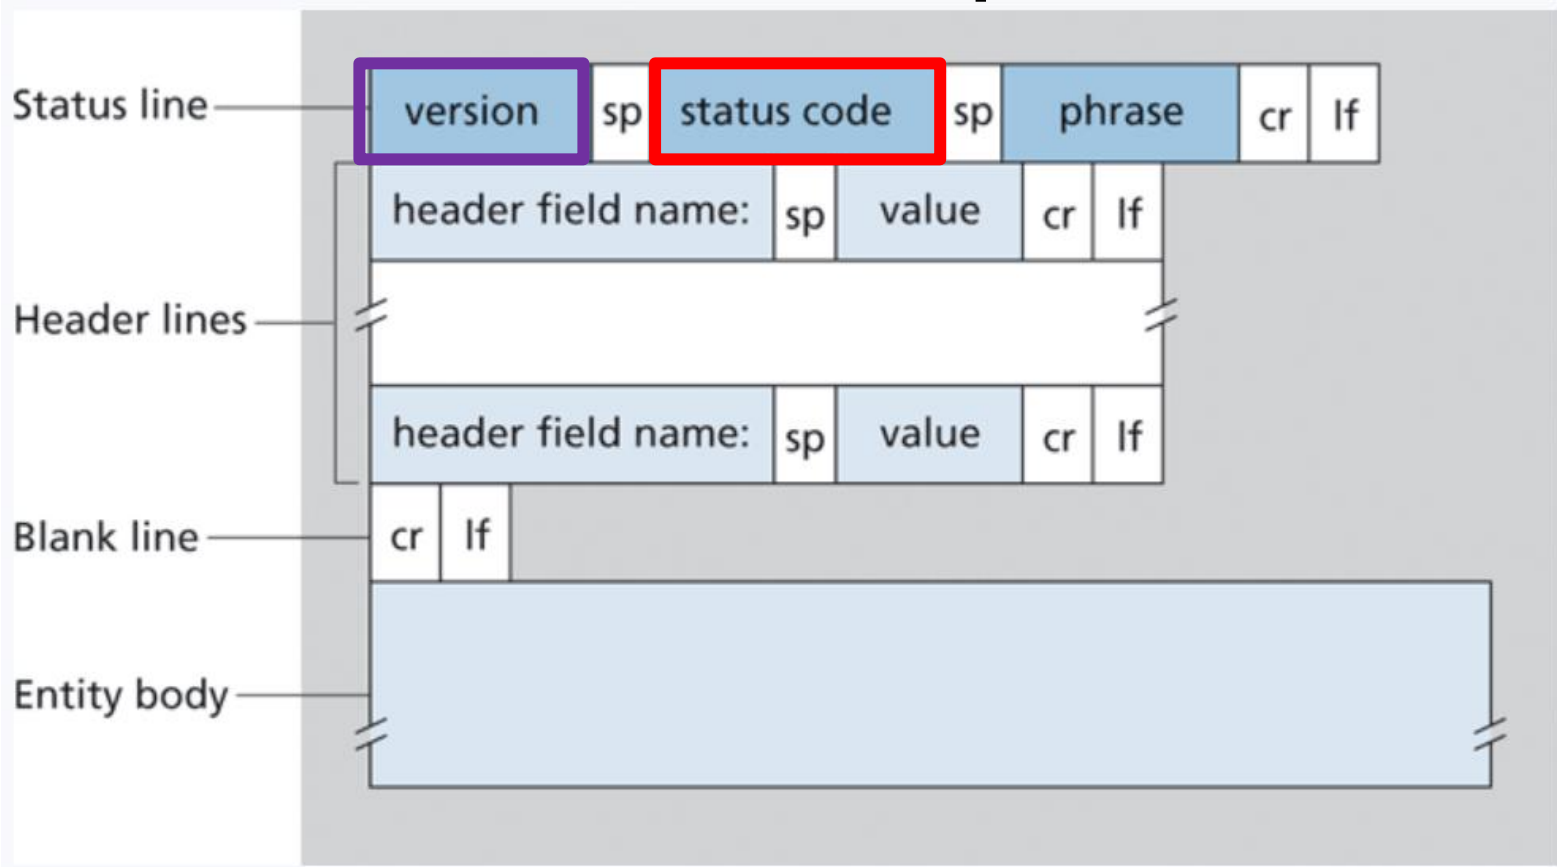 Status line version sp status code sp phrase cr lf
header field name: sp value cr lf
Header lines
header field name: sp value cr lf
Blank line cr lf
Entity body